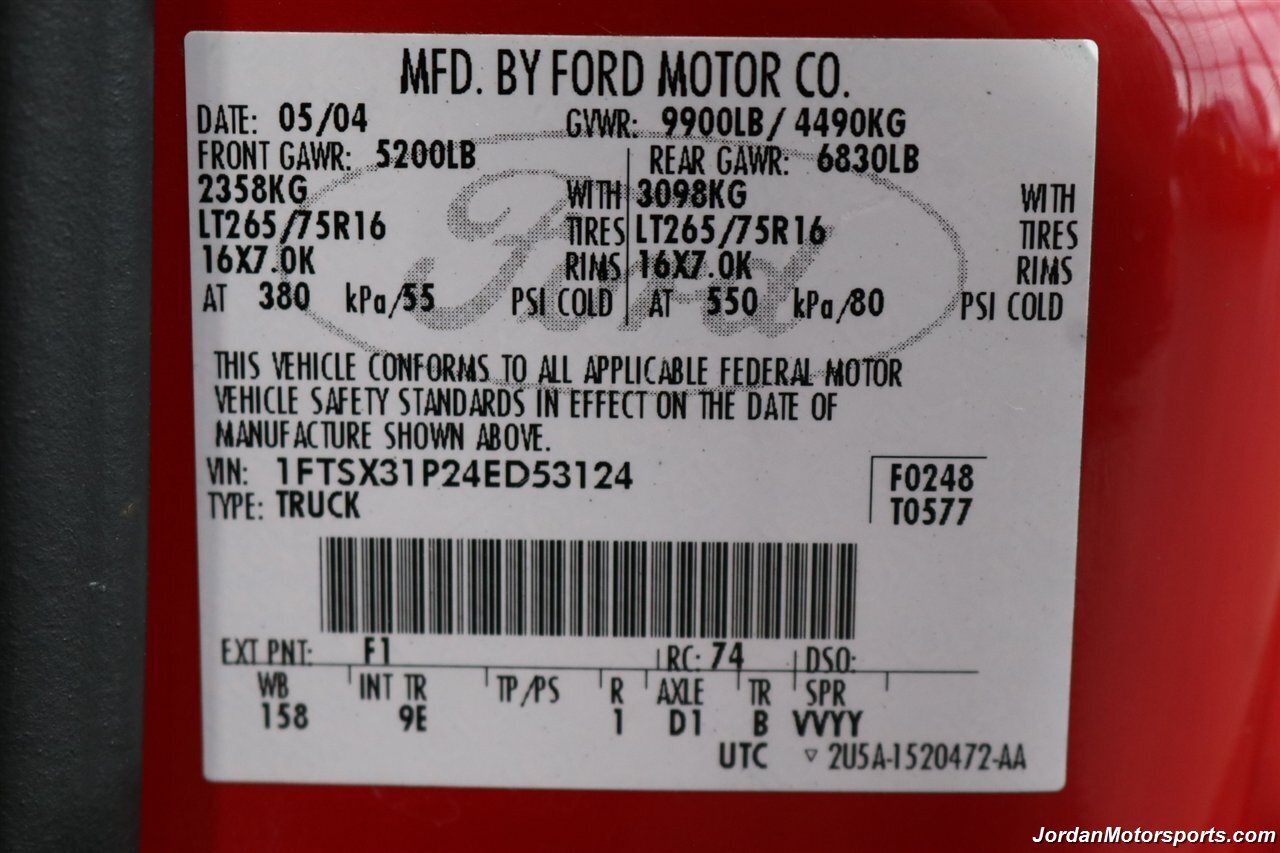 MFD. BY FORD MOTOR CO.
DATE: 05/04 GVWR: 9900LB/ 4490KG
FRONT GAWR: 5200LB REAR GAWR: 6830LB
2358KG WITH 3098KG WITH
LT265/75R16 TIRES LT265/75R16 TIRES
16X7.0K RIMS 16X7.0K RIMS
AT 380 kPa/55 PSI COLD AT 550 kPa/80 PSI COLD
Ford
THIS VEHICLE CONFORMS TO ALL APPLICABLE FEDERAL MOTOR
VEHICLE SAFETY STANDARDS IN EFFECT ON THE DATE OF
MANUFACTURE SHOWN ABOVE.
VIN: 1FTSX31P24ED53124 F0248
TYPE: TRUCK T0577
EXT PNT: F1 RC: 74 DSO:
WB INT TR TP/PS R AXLE TR SPR
158 9E 1 D1 B VVYY
UTC ▽ 2U5A-1520472-AA
JordanMotorsports.com